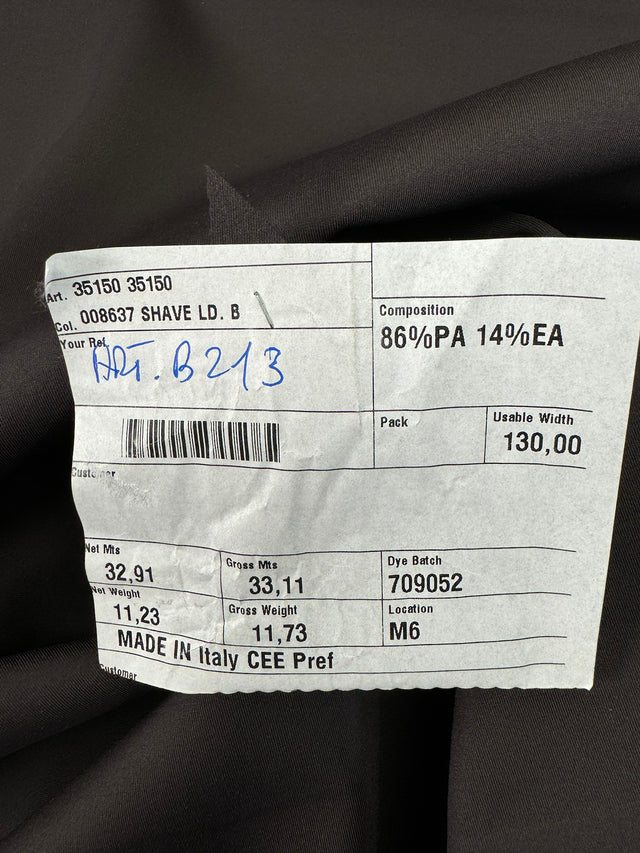 Art. 35150 35150
Col. 008637 SHAVE LD. B
Your Ref.
ART. B213
Composition
86%PA 14%EA
Pack
Usable Width
130,00
Customer
Net Mts
32,91
Gross Mts
33,11
Dye Batch
709052
Net Weight
11,23
Gross Weight
11,73
Location
M6
MADE IN Italy CEE Pref
Customer